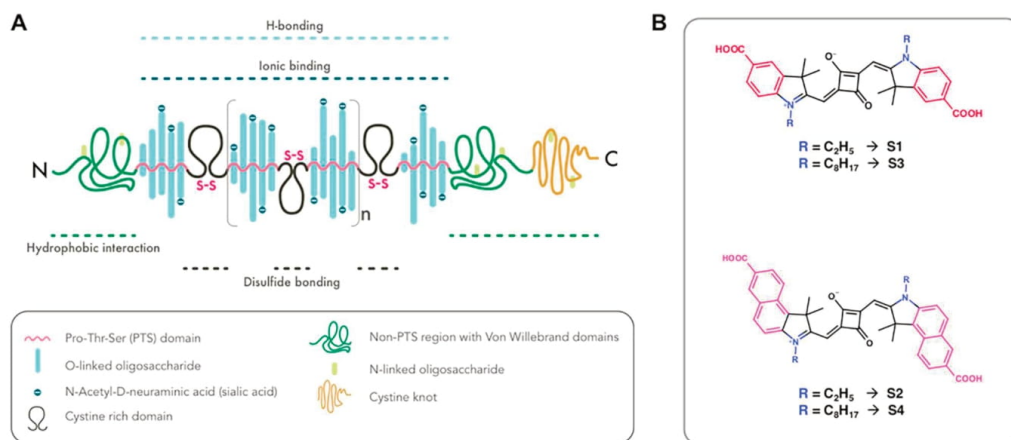 A
H-bonding
Ionic binding
N
S-S
S-S
S-S
n
C
Hydrophobic interaction
Disulfide bonding
Pro-Thr-Ser (PTS) domain
O-linked oligosaccharide
N-Acetyl-D-neuraminic acid (sialic acid)
Cystine rich domain
Non-PTS region with Von Willebrand domains
N-linked oligosaccharide
Cystine knot
B
HOOC
R
O⁻
N
N⁺
R
O
COOH
R = C₂H₅ → S1
R = C₈H₁₇ → S3
HOOC
R
O⁻
N
N⁺
R
O
COOH
R = C₂H₅ → S2
R = C₈H₁₇ → S4